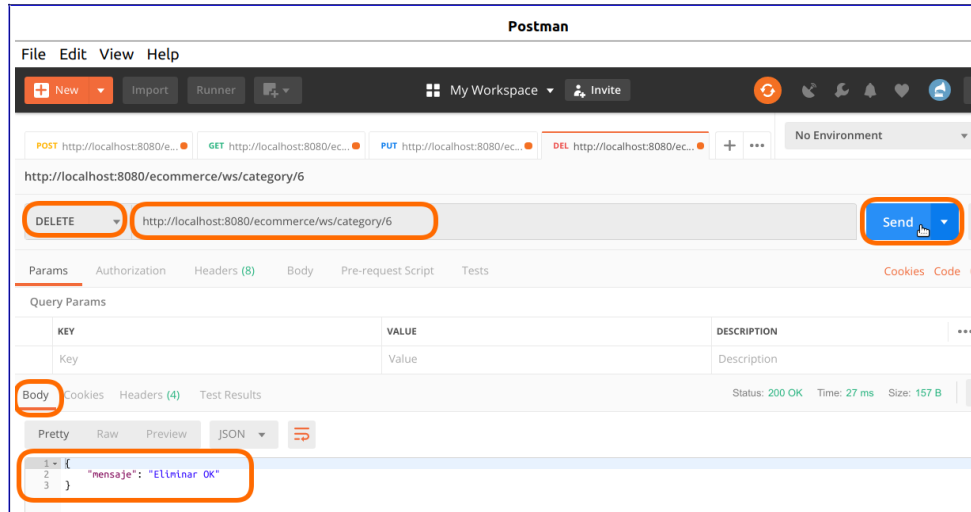 Postman
File Edit View Help
New Import Runner My Workspace Invite
POST http://localhost:8080/e... GET http://localhost:8080/ec... PUT http://localhost:8080/ec... DEL http://localhost:8080/ec... No Environment
http://localhost:8080/ecommerce/ws/category/6
DELETE http://localhost:8080/ecommerce/ws/category/6 Send
Params Authorization Headers (8) Body Pre-request Script Tests Cookies Code
Query Params
KEY VALUE DESCRIPTION
Key Value Description
Body Cookies Headers (4) Test Results Status: 200 OK Time: 27 ms Size: 157 B
Pretty Raw Preview JSON
1 {
2 "mensaje": "Eliminar OK"
3 }